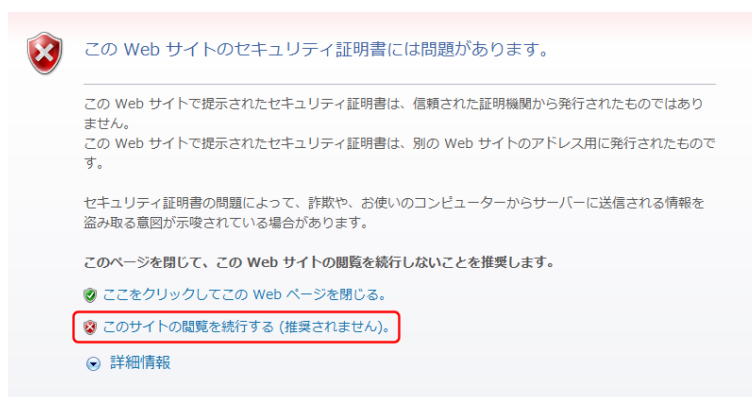 この Web サイトのセキュリティ証明書には問題があります。
この Web サイトで提示されたセキュリティ証明書は、信頼された証明機関から発行されたものではあり
ません。
この Web サイトで提示されたセキュリティ証明書は、別の Web サイトのアドレス用に発行されたもので
す。
セキュリティ証明書の問題によって、詐欺や、お使いのコンピューターからサーバーに送信される情報を
盗み取る意図が示唆されている場合があります。
このページを閉じて、この Web サイトの閲覧を続行しないことを推奨します。
ここをクリックしてこの Web ページを閉じる。
このサイトの閲覧を続行する (推奨されません)。
詳細情報